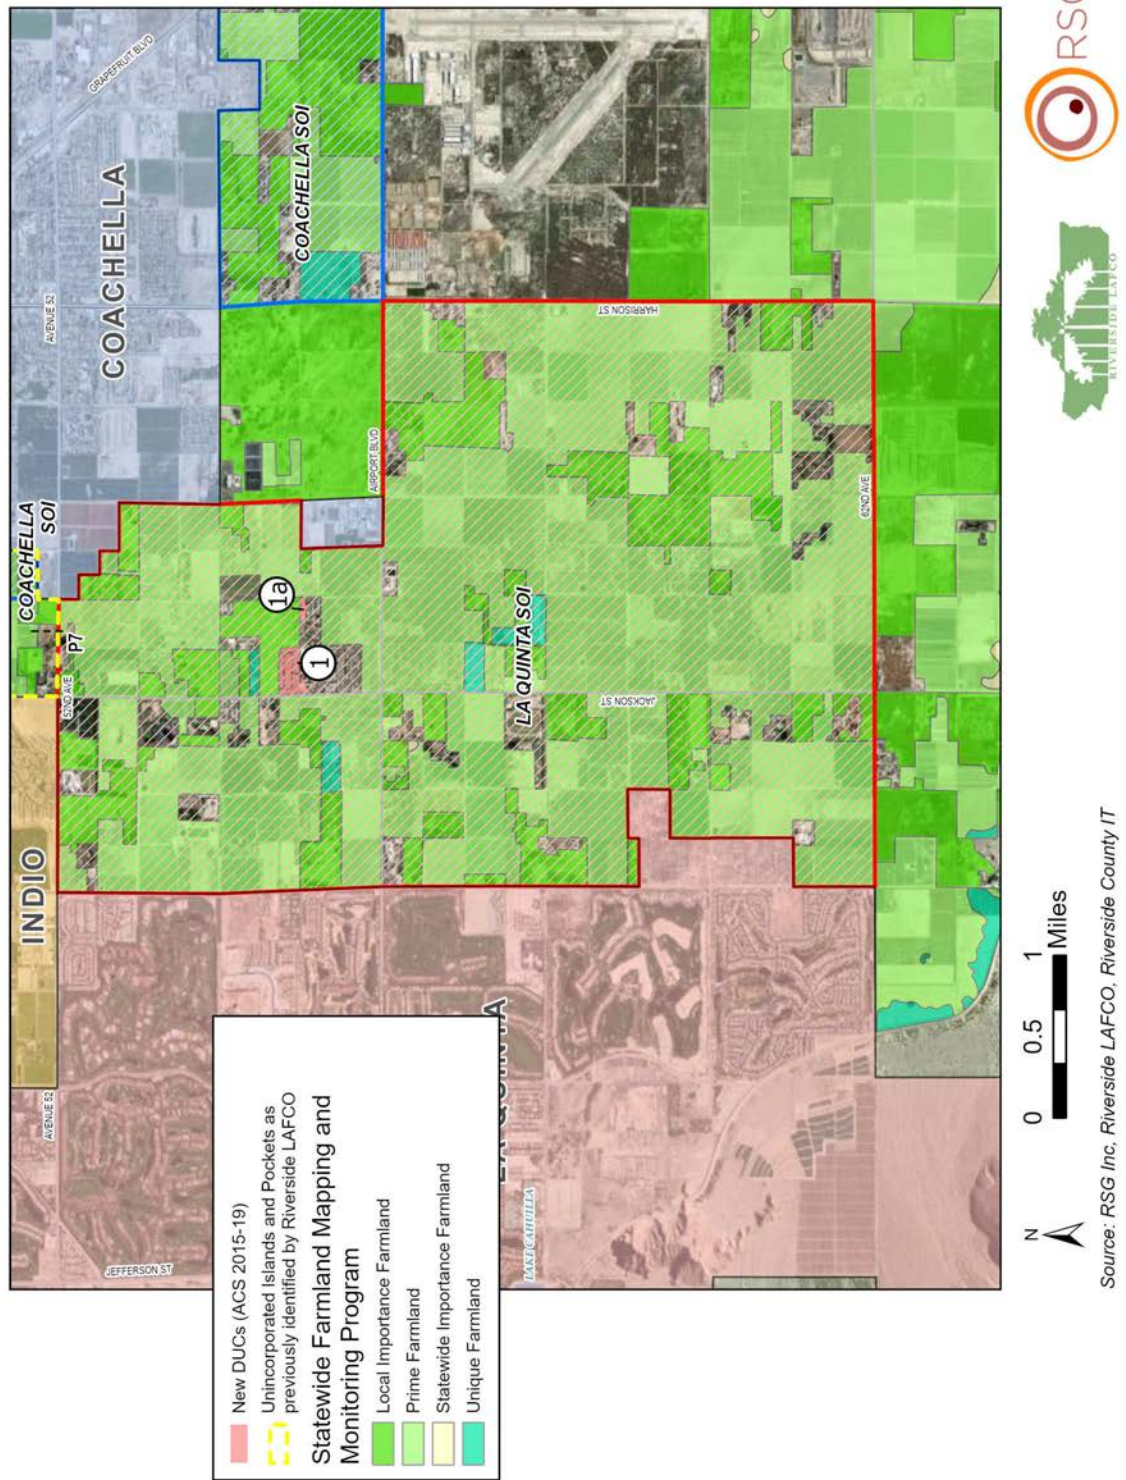 INDIO
COACHELLA
SOI
P7
52ND AVE
AVENUE 52
AVENUE 52
COACHELLA
GRAPEFRUIT BLVD
COACHELLA SOI
AIRPORT BLVD
1a
1
LA QUINTA SOI
JACKSON ST
HARRISON ST
62ND AVE
JEFFERSON ST
LAKE CAHUILLA
New DUCs (ACS 2015-19)
Unincorporated Islands and Pockets as
previously identified by Riverside LAFCO
Statewide Farmland Mapping and
Monitoring Program
Local Importance Farmland
Prime Farmland
Statewide Importance Farmland
Unique Farmland
N
0 0.5 1
Miles
Source: RSG Inc, Riverside LAFCO, Riverside County IT
RIVERSIDE LAFCO
RSG